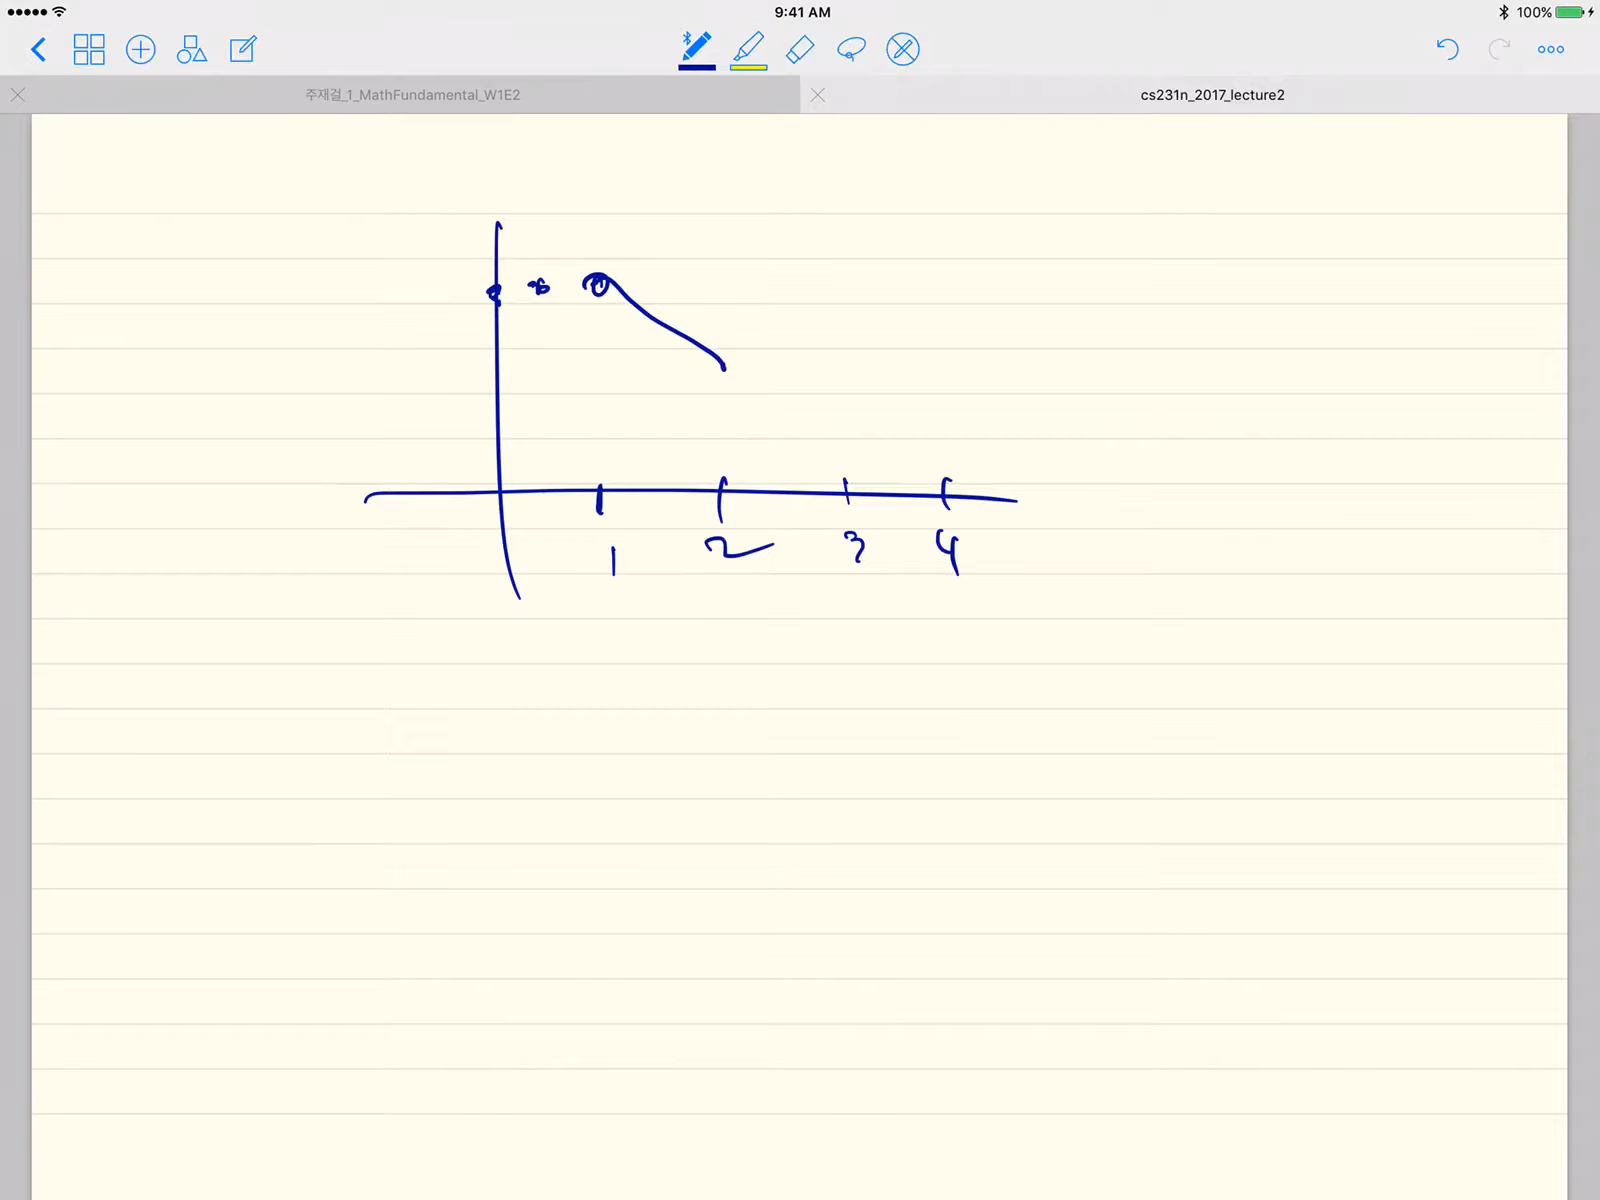 9:41 AM
100%
주재걸_1_MathFundamental_W1E2
cs231n_2017_lecture2
1 2 3 4